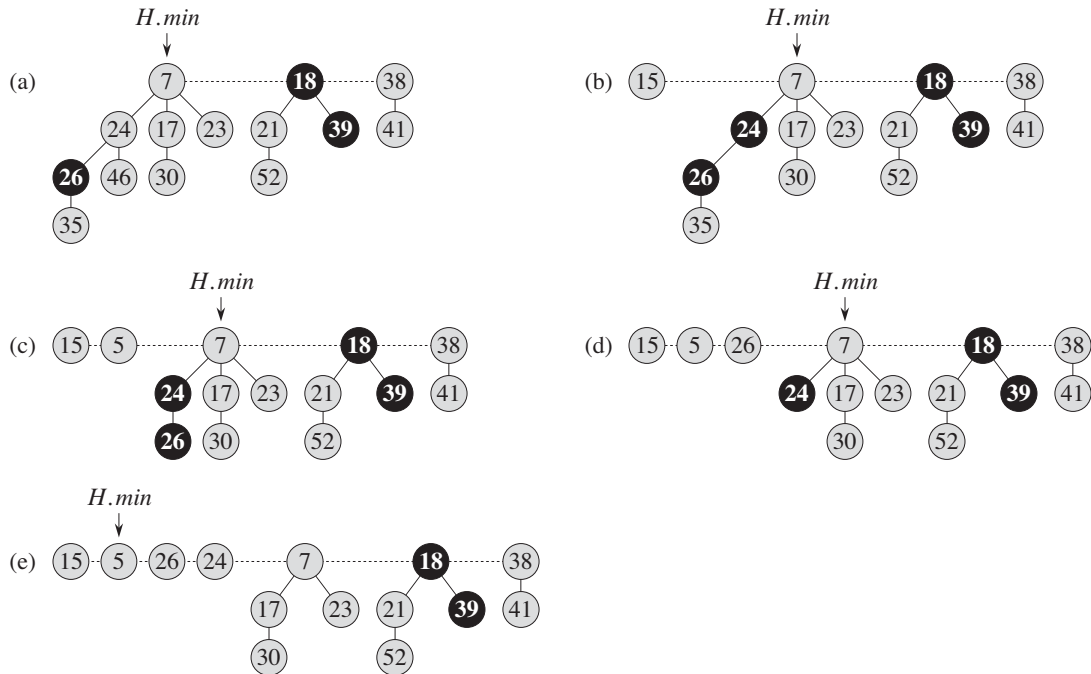 H.min
(a) 7 18 38
24 17 23 21 39 41
26 46 30 52
35
H.min
(b) 15 7 18 38
24 17 23 21 39 41
26 30 52
35
H.min
(c) 15 5 7 18 38
24 17 23 21 39 41
26 30 52
H.min
(d) 15 5 26 7 18 38
24 17 23 21 39 41
30 52
H.min
(e) 15 5 26 24 7 18 38
17 23 21 39 41
30 52